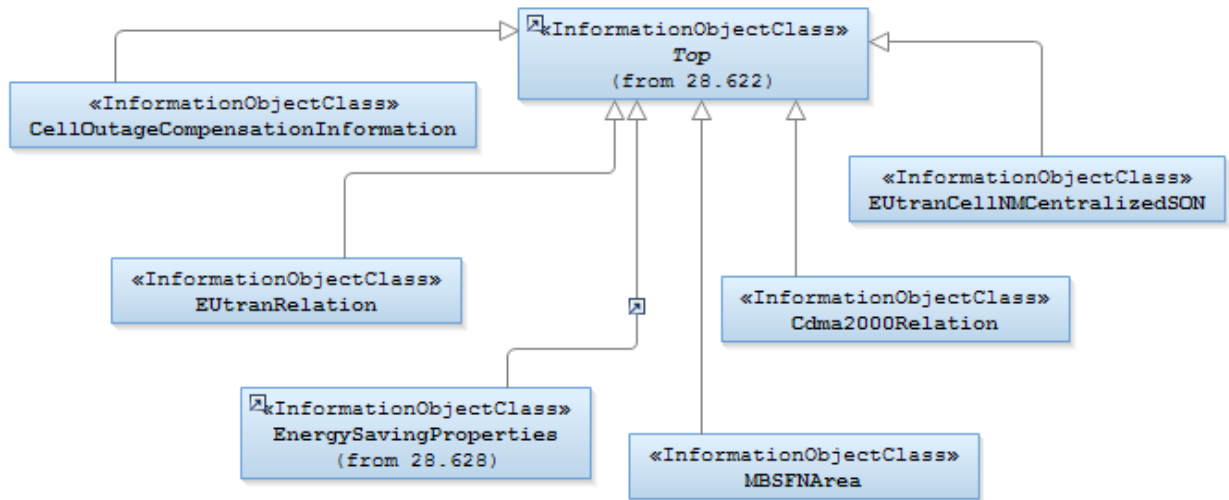 «InformationObjectClass»
Top
(from 28.622)
«InformationObjectClass»
CellOutageCompensationInformation
«InformationObjectClass»
EUtranCellNMCentralizedSON
«InformationObjectClass»
EUtranRelation
«InformationObjectClass»
Cdma2000Relation
«InformationObjectClass»
EnergySavingProperties
(from 28.628)
«InformationObjectClass»
MBSFNArea